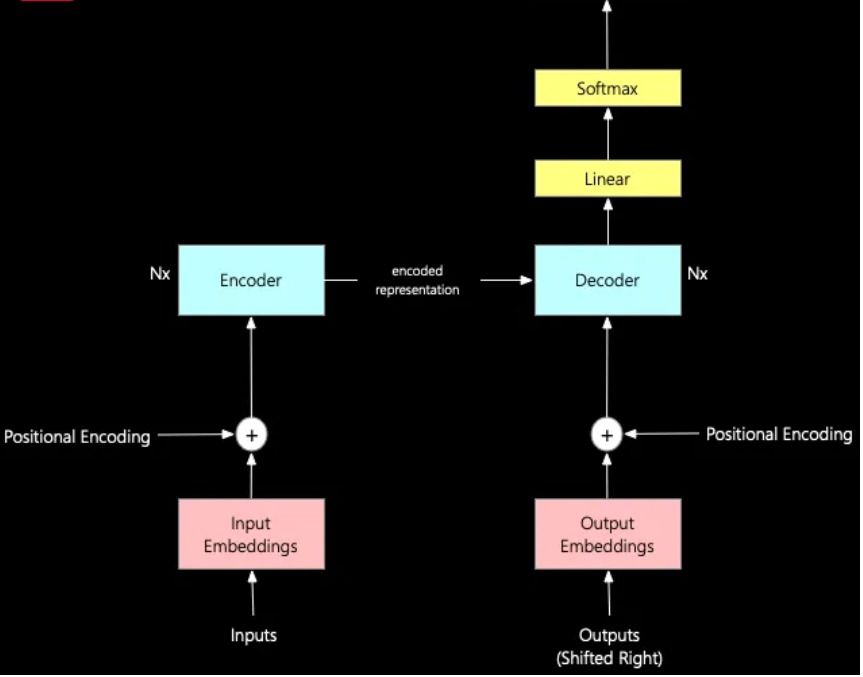 Softmax
Linear
Nx
Encoder
encoded
representation
Decoder
Nx
Positional Encoding
+
+
Positional Encoding
Input
Embeddings
Output
Embeddings
Inputs
Outputs
(Shifted Right)